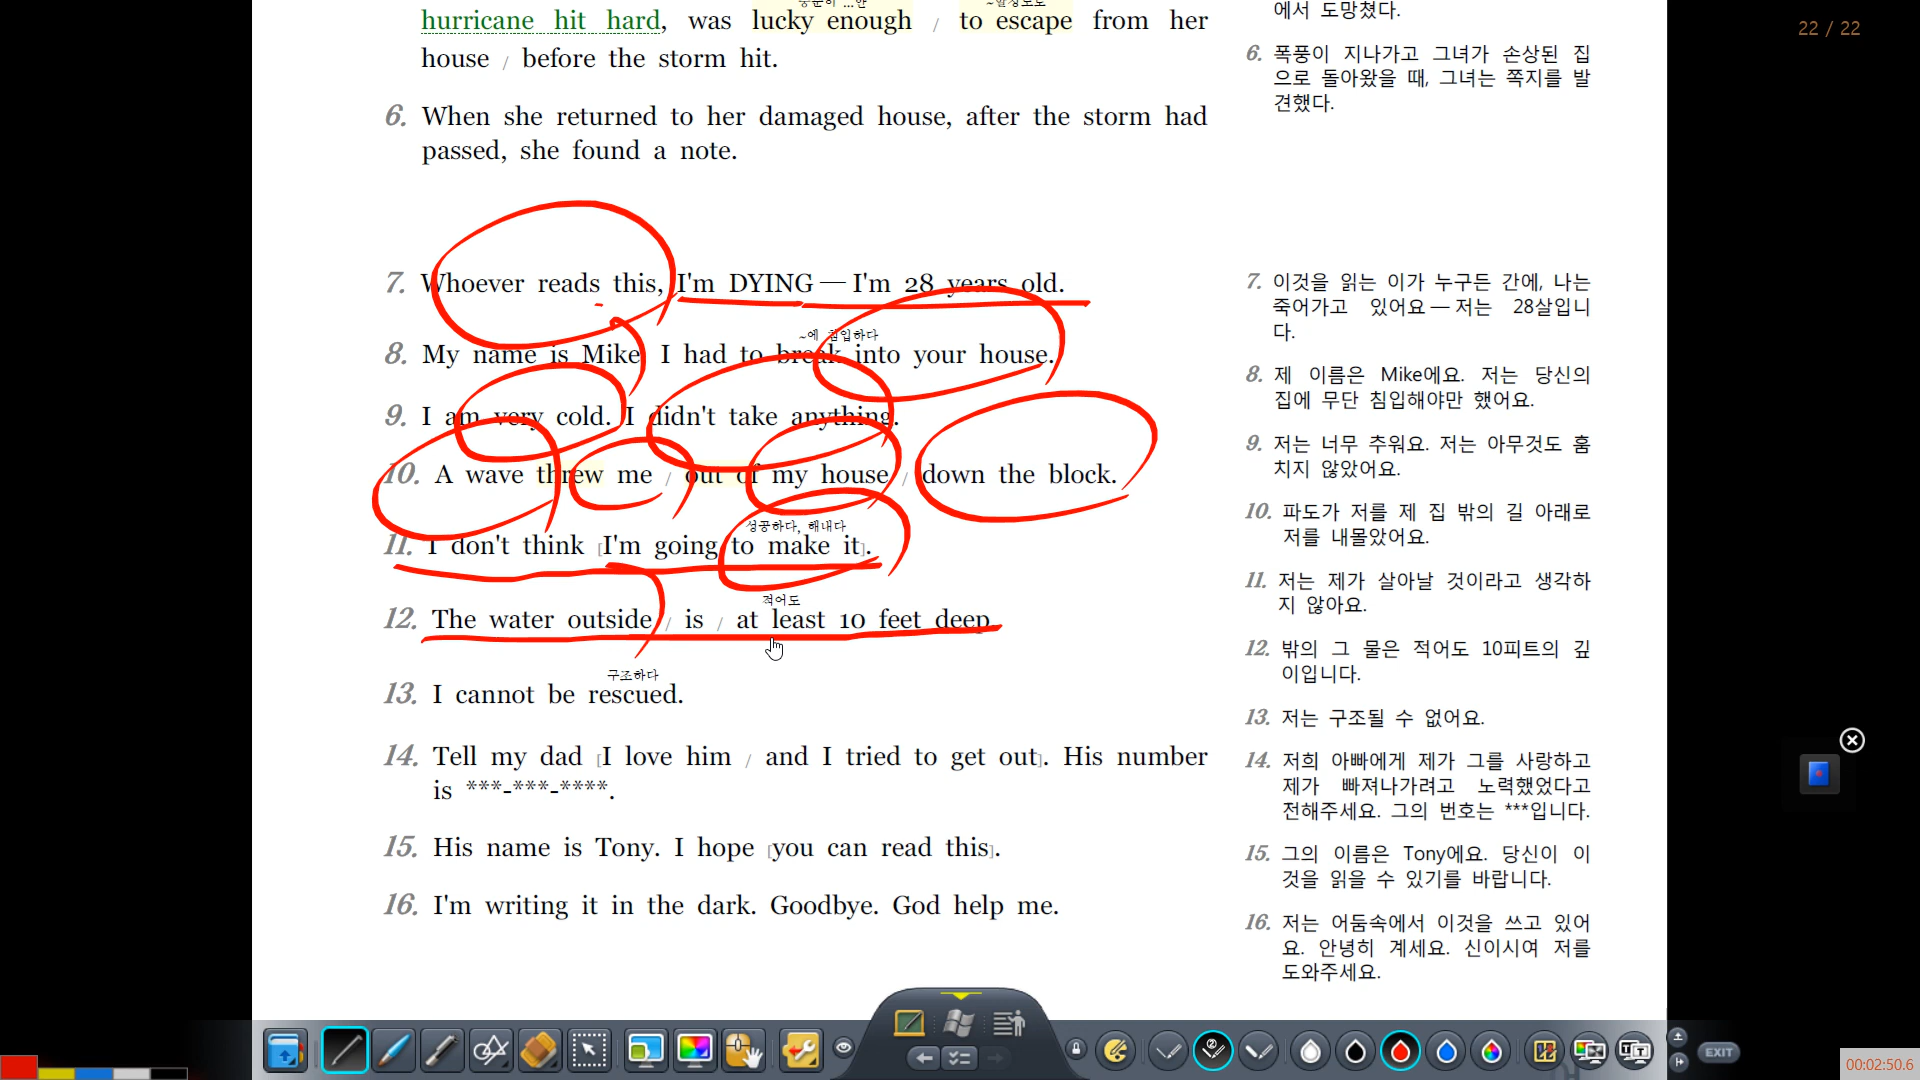 hurricane hit hard, was lucky enough / to escape from her
house / before the storm hit.
6. When she returned to her damaged house, after the storm had
passed, she found a note.
7. Whoever reads this, I'm DYING — I'm 28 years old.
~에 침입하다
8. My name is Mike. I had to break into your house.
9. I am very cold. I didn't take anything.
10. A wave threw me / out of my house / down the block.
성공하다, 해내다
11. I don't think [I'm going to make it].
적어도
12. The water outside / is / at least 10 feet deep.
구조하다
13. I cannot be rescued.
14. Tell my dad [I love him / and I tried to get out]. His number
is ***-***-****.
15. His name is Tony. I hope [you can read this].
16. I'm writing it in the dark. Goodbye. God help me.
에서 도망쳤다.
6. 폭풍이 지나가고 그녀가 손상된 집
으로 돌아왔을 때, 그녀는 쪽지를 발
견했다.
7. 이것을 읽는 이가 누구든 간에, 나는
죽어가고 있어요 — 저는 28살입니
다.
8. 제 이름은 Mike에요. 저는 당신의
집에 무단 침입해야만 했어요.
9. 저는 너무 추워요. 저는 아무것도 훔
치지 않았어요.
10. 파도가 저를 제 집 밖의 길 아래로
저를 내몰았어요.
11. 저는 제가 살아날 것이라고 생각하
지 않아요.
12. 밖의 그 물은 적어도 10피트의 깊
이입니다.
13. 저는 구조될 수 없어요.
14. 저희 아빠에게 제가 그를 사랑하고
제가 빠져나가려고 노력했었다고
전해주세요. 그의 번호는 ***입니다.
15. 그의 이름은 Tony에요. 당신이 이
것을 읽을 수 있기를 바랍니다.
16. 저는 어둠속에서 이것을 쓰고 있어
요. 안녕히 계세요. 신이시여 저를
도와주세요.
22 / 22
EXIT
00:02:50.6